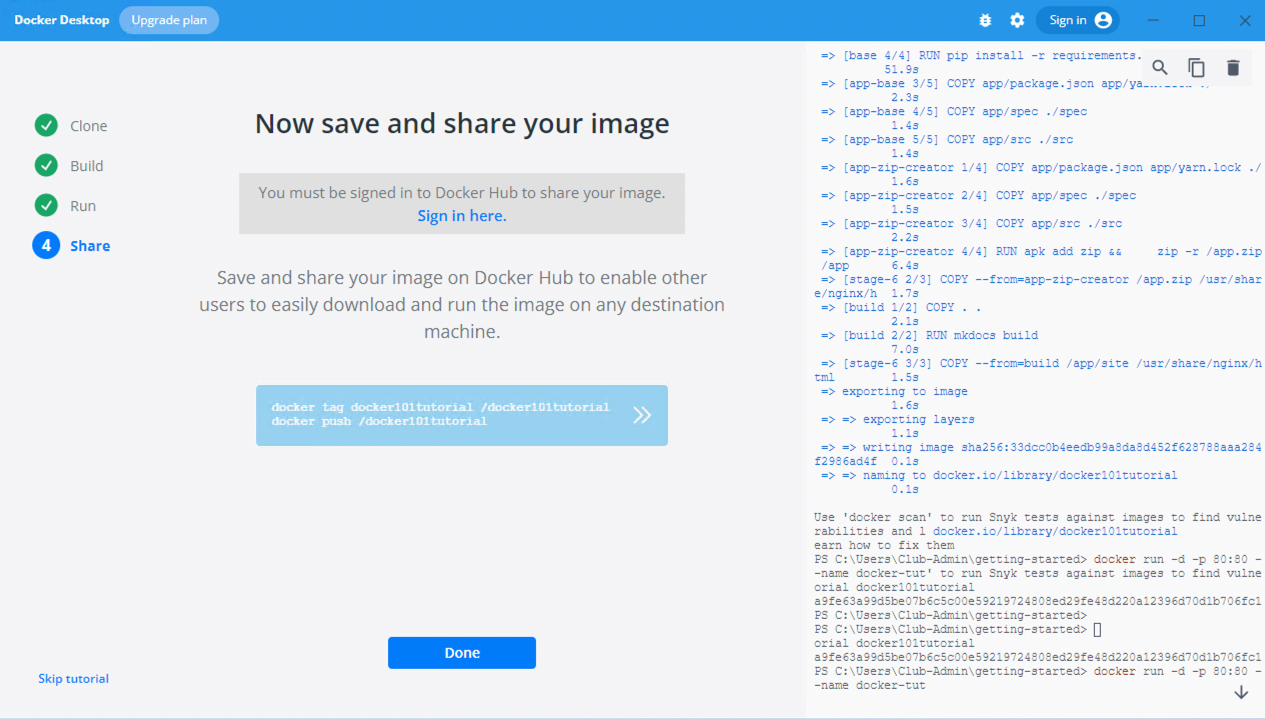 Docker Desktop
Upgrade plan
Sign in
Clone
Build
Run
4
Share
Now save and share your image
You must be signed in to Docker Hub to share your image.
Sign in here.
Save and share your image on Docker Hub to enable other
users to easily download and run the image on any destination
machine.
docker tag docker101tutorial /docker101tutorial
docker push /docker101tutorial
Done
Skip tutorial
=> [base 4/4] RUN pip install -r requirements.
51.9s
=> [app-base 3/5] COPY app/package.json
2.3s
=> [app-base 4/5] COPY app/spec ./spec
1.4s
=> [app-base 5/5] COPY app/src ./src
1.4s
=> [app-zip-creator 1/4] COPY app/package.json app/yarn.lock ./
1.6s
=> [app-zip-creator 2/4] COPY app/spec ./spec
1.5s
=> [app-zip-creator 3/4] COPY app/src ./src
2.2s
=> [app-zip-creator 4/4] RUN apk add zip && zip -r /app.zip
/app 6.4s
=> [stage-6 2/3] COPY --from=app-zip-creator /app.zip /usr/shar
e/nginx/h 1.7s
=> [build 1/2] COPY . .
2.1s
=> [build 2/2] RUN mkdocs build
7.0s
=> [stage-6 3/3] COPY --from=build /app/site /usr/share/nginx/h
tml 1.5s
=> exporting to image
1.6s
=> => exporting layers
1.1s
=> => writing image sha256:33dcc0b4eedb99a8da8d452f628788aaa284
f2986ad4f 0.1s
=> => naming to docker.io/library/docker101tutorial
0.1s
Use 'docker scan' to run Snyk tests against images to find vulne
rabilities and l docker.io/library/docker101tutorial
earn how to fix them
PS C:\Users\Club-Admin\getting-started> docker run -d -p 80:80 -
-name docker-tut' to run Snyk tests against images to find vulne
orial docker101tutorial
a9fe63a99d5be07b6c5c00e59219724808ed29fe48d220a12396d70d1b706fc1
PS C:\Users\Club-Admin\getting-started>
PS C:\Users\Club-Admin\getting-started>
orial docker101tutorial
a9fe63a99d5be07b6c5c00e59219724808ed29fe48d220a12396d70d1b706fc1
PS C:\Users\Club-Admin\getting-started> docker run -d -p 80:80 -
-name docker-tut